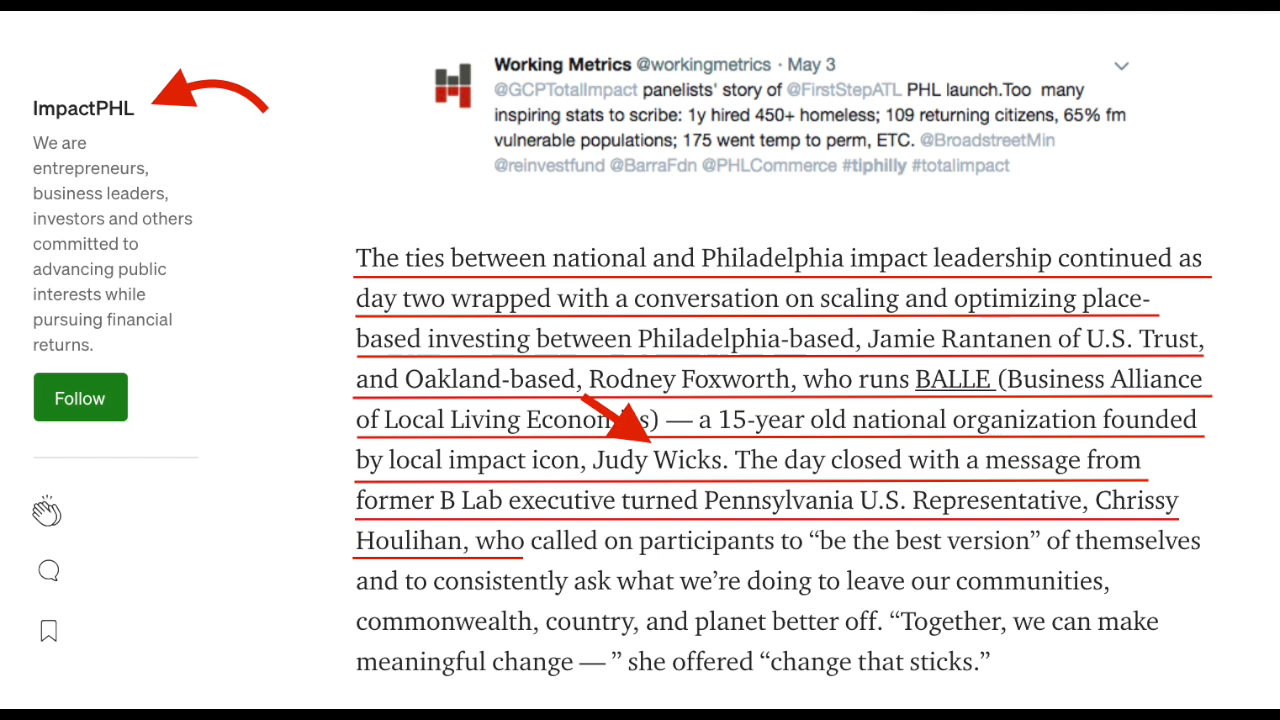 ImpactPHL
We are
entrepreneurs,
business leaders,
investors and others
committed to
advancing public
interests while
pursuing financial
returns.
Follow
Working Metrics @workingmetrics · May 3
@GCPTotalImpact panelists' story of @FirstStepATL PHL launch.Too many
inspiring stats to scribe: 1y hired 450+ homeless; 109 returning citizens, 65% fm
vulnerable populations; 175 went temp to perm, ETC. @BroadstreetMin
@reinvestfund @BarraFdn @PHLCommerce #tiphilly #totalimpact
The ties between national and Philadelphia impact leadership continued as
day two wrapped with a conversation on scaling and optimizing place-
based investing between Philadelphia-based, Jamie Rantanen of U.S. Trust,
and Oakland-based, Rodney Foxworth, who runs BALLE (Business Alliance
of Local Living Economies) — a 15-year old national organization founded
by local impact icon, Judy Wicks. The day closed with a message from
former B Lab executive turned Pennsylvania U.S. Representative, Chrissy
Houlihan, who called on participants to “be the best version” of themselves
and to consistently ask what we’re doing to leave our communities,
commonwealth, country, and planet better off. “Together, we can make
meaningful change — ” she offered “change that sticks.”